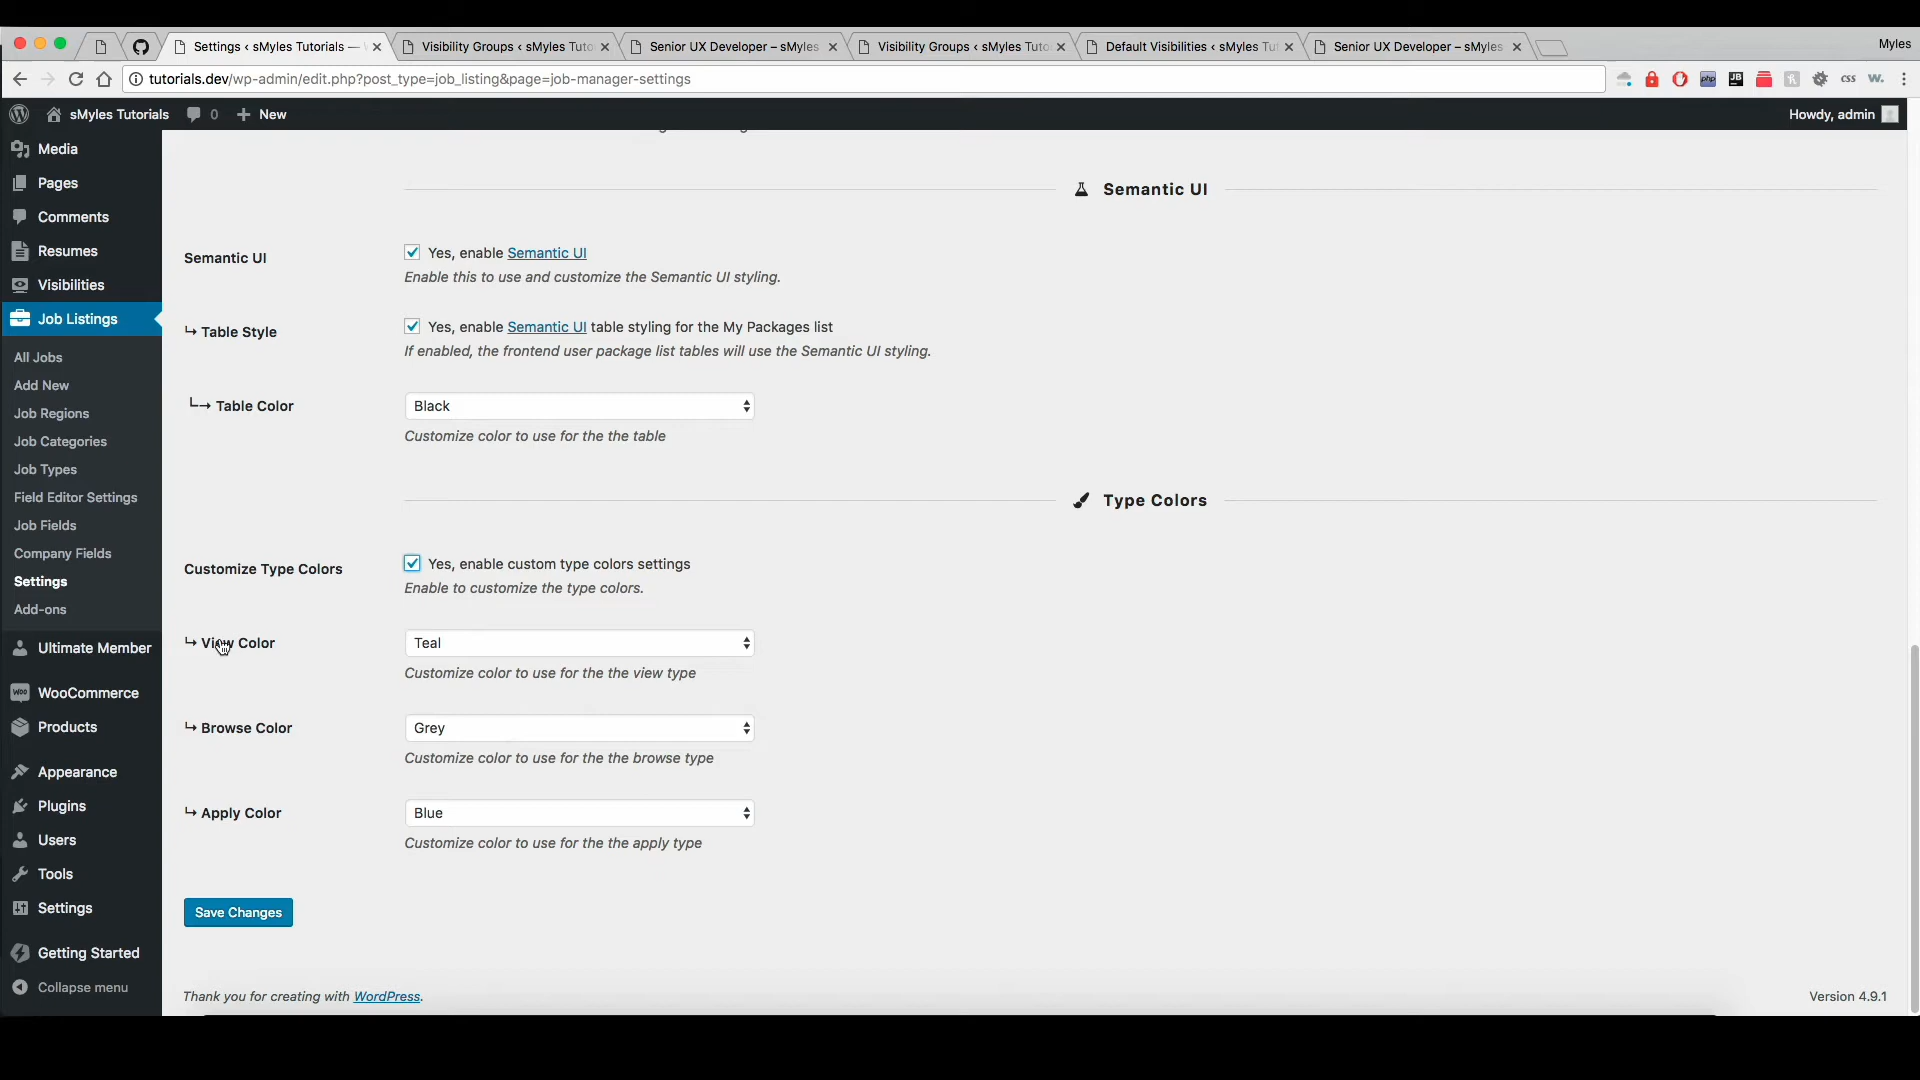 Settings ‹ sMyles Tutorials —
Visibility Groups ‹ sMyles Tuto
Senior UX Developer – sMyles
Visibility Groups ‹ sMyles Tuto
Default Visibilities ‹ sMyles Tu
Senior UX Developer – sMyles
Myles
tutorials.dev/wp-admin/edit.php?post_type=job_listing&page=job-manager-settings
php
JB
css
w.
sMyles Tutorials
0
New
Howdy, admin
Media
Pages
Comments
Resumes
Visibilities
Job Listings
All Jobs
Add New
Job Regions
Job Categories
Job Types
Field Editor Settings
Job Fields
Company Fields
Settings
Add-ons
Ultimate Member
WooCommerce
Products
Appearance
Plugins
Users
Tools
Settings
Getting Started
Collapse menu
Semantic UI
Semantic UI
Yes, enable Semantic UI
Enable this to use and customize the Semantic UI styling.
↳ Table Style
Yes, enable Semantic UI table styling for the My Packages list
If enabled, the frontend user package list tables will use the Semantic UI styling.
└→ Table Color
Black
Customize color to use for the the table
Type Colors
Customize Type Colors
Yes, enable custom type colors settings
Enable to customize the type colors.
↳ View Color
Teal
Customize color to use for the the view type
↳ Browse Color
Grey
Customize color to use for the the browse type
↳ Apply Color
Blue
Customize color to use for the the apply type
Save Changes
Thank you for creating with WordPress.
Version 4.9.1